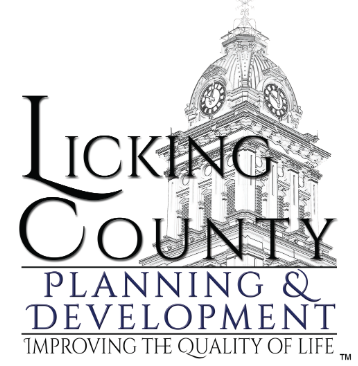 LICKING
COUNTY
PLANNING &
DEVELOPMENT
IMPROVING THE QUALITY OF LIFE ™